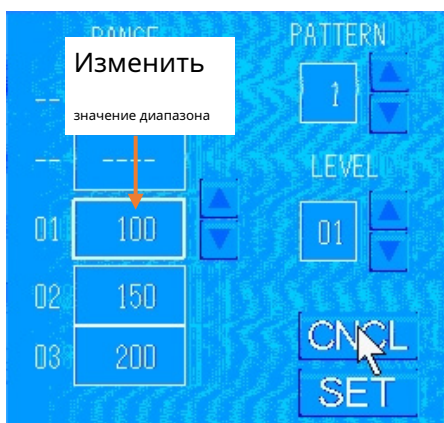 RANGE
PATTERN
Изменить
значение диапазона
--
1
-- ----
LEVEL
01 100
01
02 150
CNCL
03 200
SET